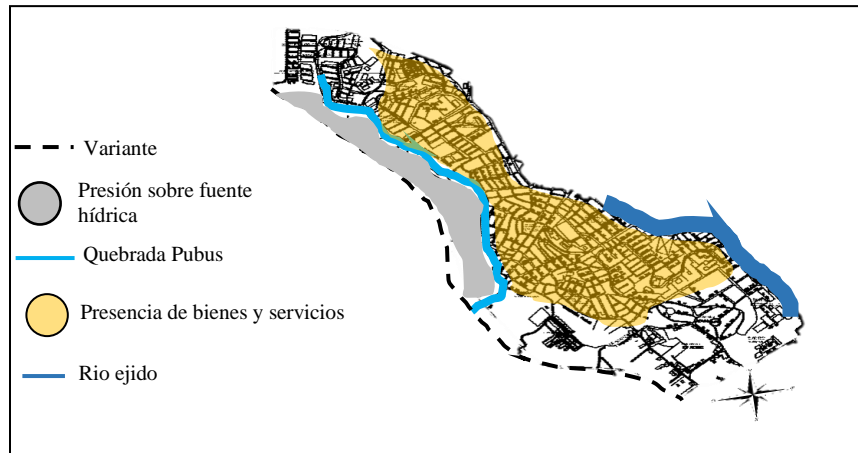 Variante
Presión sobre fuente
hídrica
Quebrada Pubus
Presencia de bienes y servicios
Rio ejido